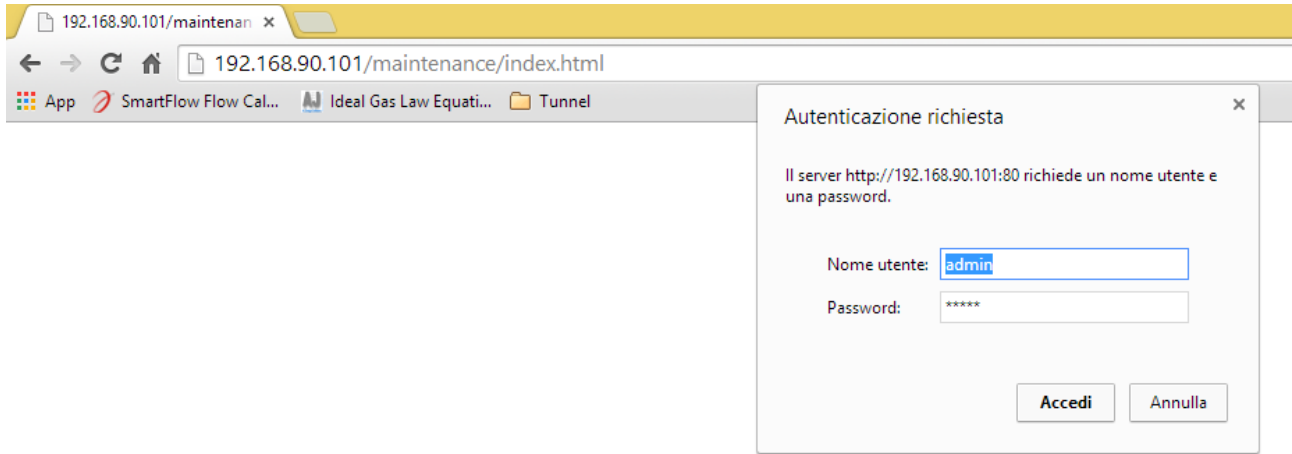 192.168.90.101/maintenan
192.168.90.101/maintenance/index.html
App SmartFlow Flow Cal... AJ Ideal Gas Law Equati... Tunnel
Autenticazione richiesta
Il server http://192.168.90.101:80 richiede un nome utente e
una password.
Nome utente: admin
Password: *****
Accedi Annulla